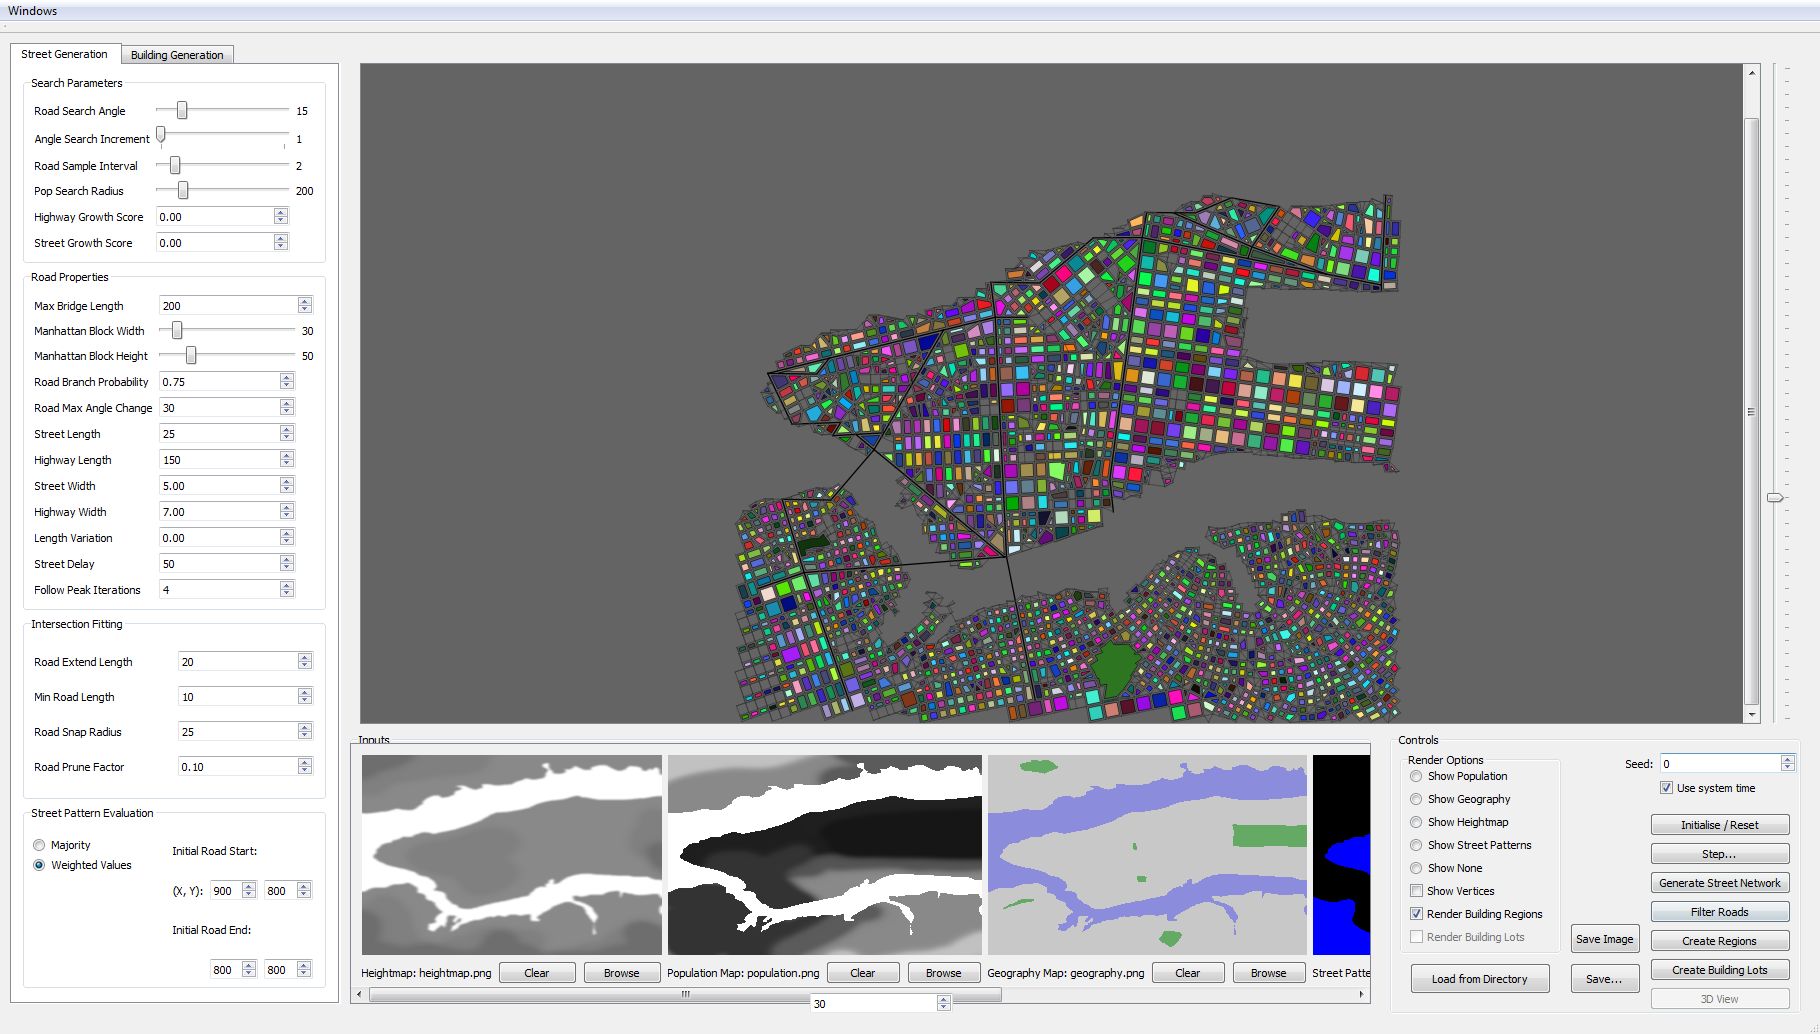 Windows
Street Generation
Building Generation
Search Parameters
Road Search Angle 15
Angle Search Increment 1
Road Sample Interval 2
Pop Search Radius 200
Highway Growth Score 0.00
Street Growth Score 0.00
Road Properties
Max Bridge Length 200
Manhattan Block Width 30
Manhattan Block Height 50
Road Branch Probability 0.75
Road Max Angle Change 30
Street Length 25
Highway Length 150
Street Width 5.00
Highway Width 7.00
Length Variation 0.00
Street Delay 50
Follow Peak Iterations 4
Intersection Fitting
Road Extend Length 20
Min Road Length 10
Road Snap Radius 25
Road Prune Factor 0.10
Street Pattern Evaluation
Majority
Weighted Values
Initial Road Start:
(X, Y): 900 800
Initial Road End:
800 800
Inputs
Heightmap: heightmap.png Clear Browse
Population Map: population.png Clear Browse
Geography Map: geography.png Clear Browse
Street Patte
30
Controls
Render Options
Show Population
Show Geography
Show Heightmap
Show Street Patterns
Show None
Show Vertices
Render Building Regions
Render Building Lots
Load from Directory
Save Image
Save...
Seed: 0
Use system time
Initialise / Reset
Step...
Generate Street Network
Filter Roads
Create Regions
Create Building Lots
3D View